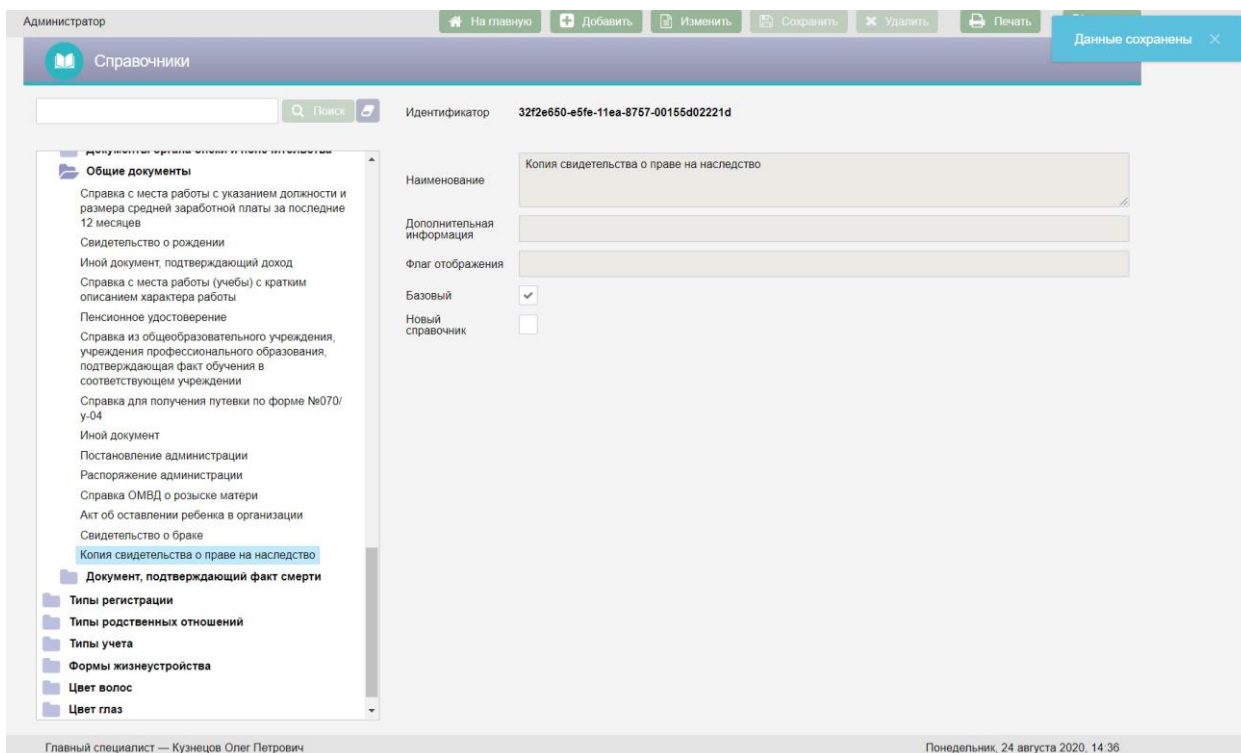 Администратор
На главную
Добавить
Изменить
Сохранить
Удалить
Печать
Данные сохранены
Справочники
Поиск
Идентификатор 32f2e650-e5fe-11ea-8757-00155d02221d
Документы органа опеки и попечительства
Общие документы
Справка с места работы с указанием должности и
размера средней заработной платы за последние
12 месяцев
Свидетельство о рождении
Иной документ, подтверждающий доход
Справка с места работы (учебы) с кратким
описанием характера работы
Пенсионное удостоверение
Справка из общеобразовательного учреждения,
учреждения профессионального образования,
подтверждающая факт обучения в
соответствующем учреждении
Справка для получения путевки по форме №070/
у-04
Иной документ
Постановление администрации
Распоряжение администрации
Справка ОМВД о розыске матери
Акт об оставлении ребенка в организации
Свидетельство о браке
Копия свидетельства о праве на наследство
Документ, подтверждающий факт смерти
Типы регистрации
Типы родственных отношений
Типы учета
Формы жизнеустройства
Цвет волос
Цвет глаз
Наименование
Копия свидетельства о праве на наследство
Дополнительная
информация
Флаг отображения
Базовый
Новый
справочник
Главный специалист — Кузнецов Олег Петрович
Понедельник, 24 августа 2020, 14:36